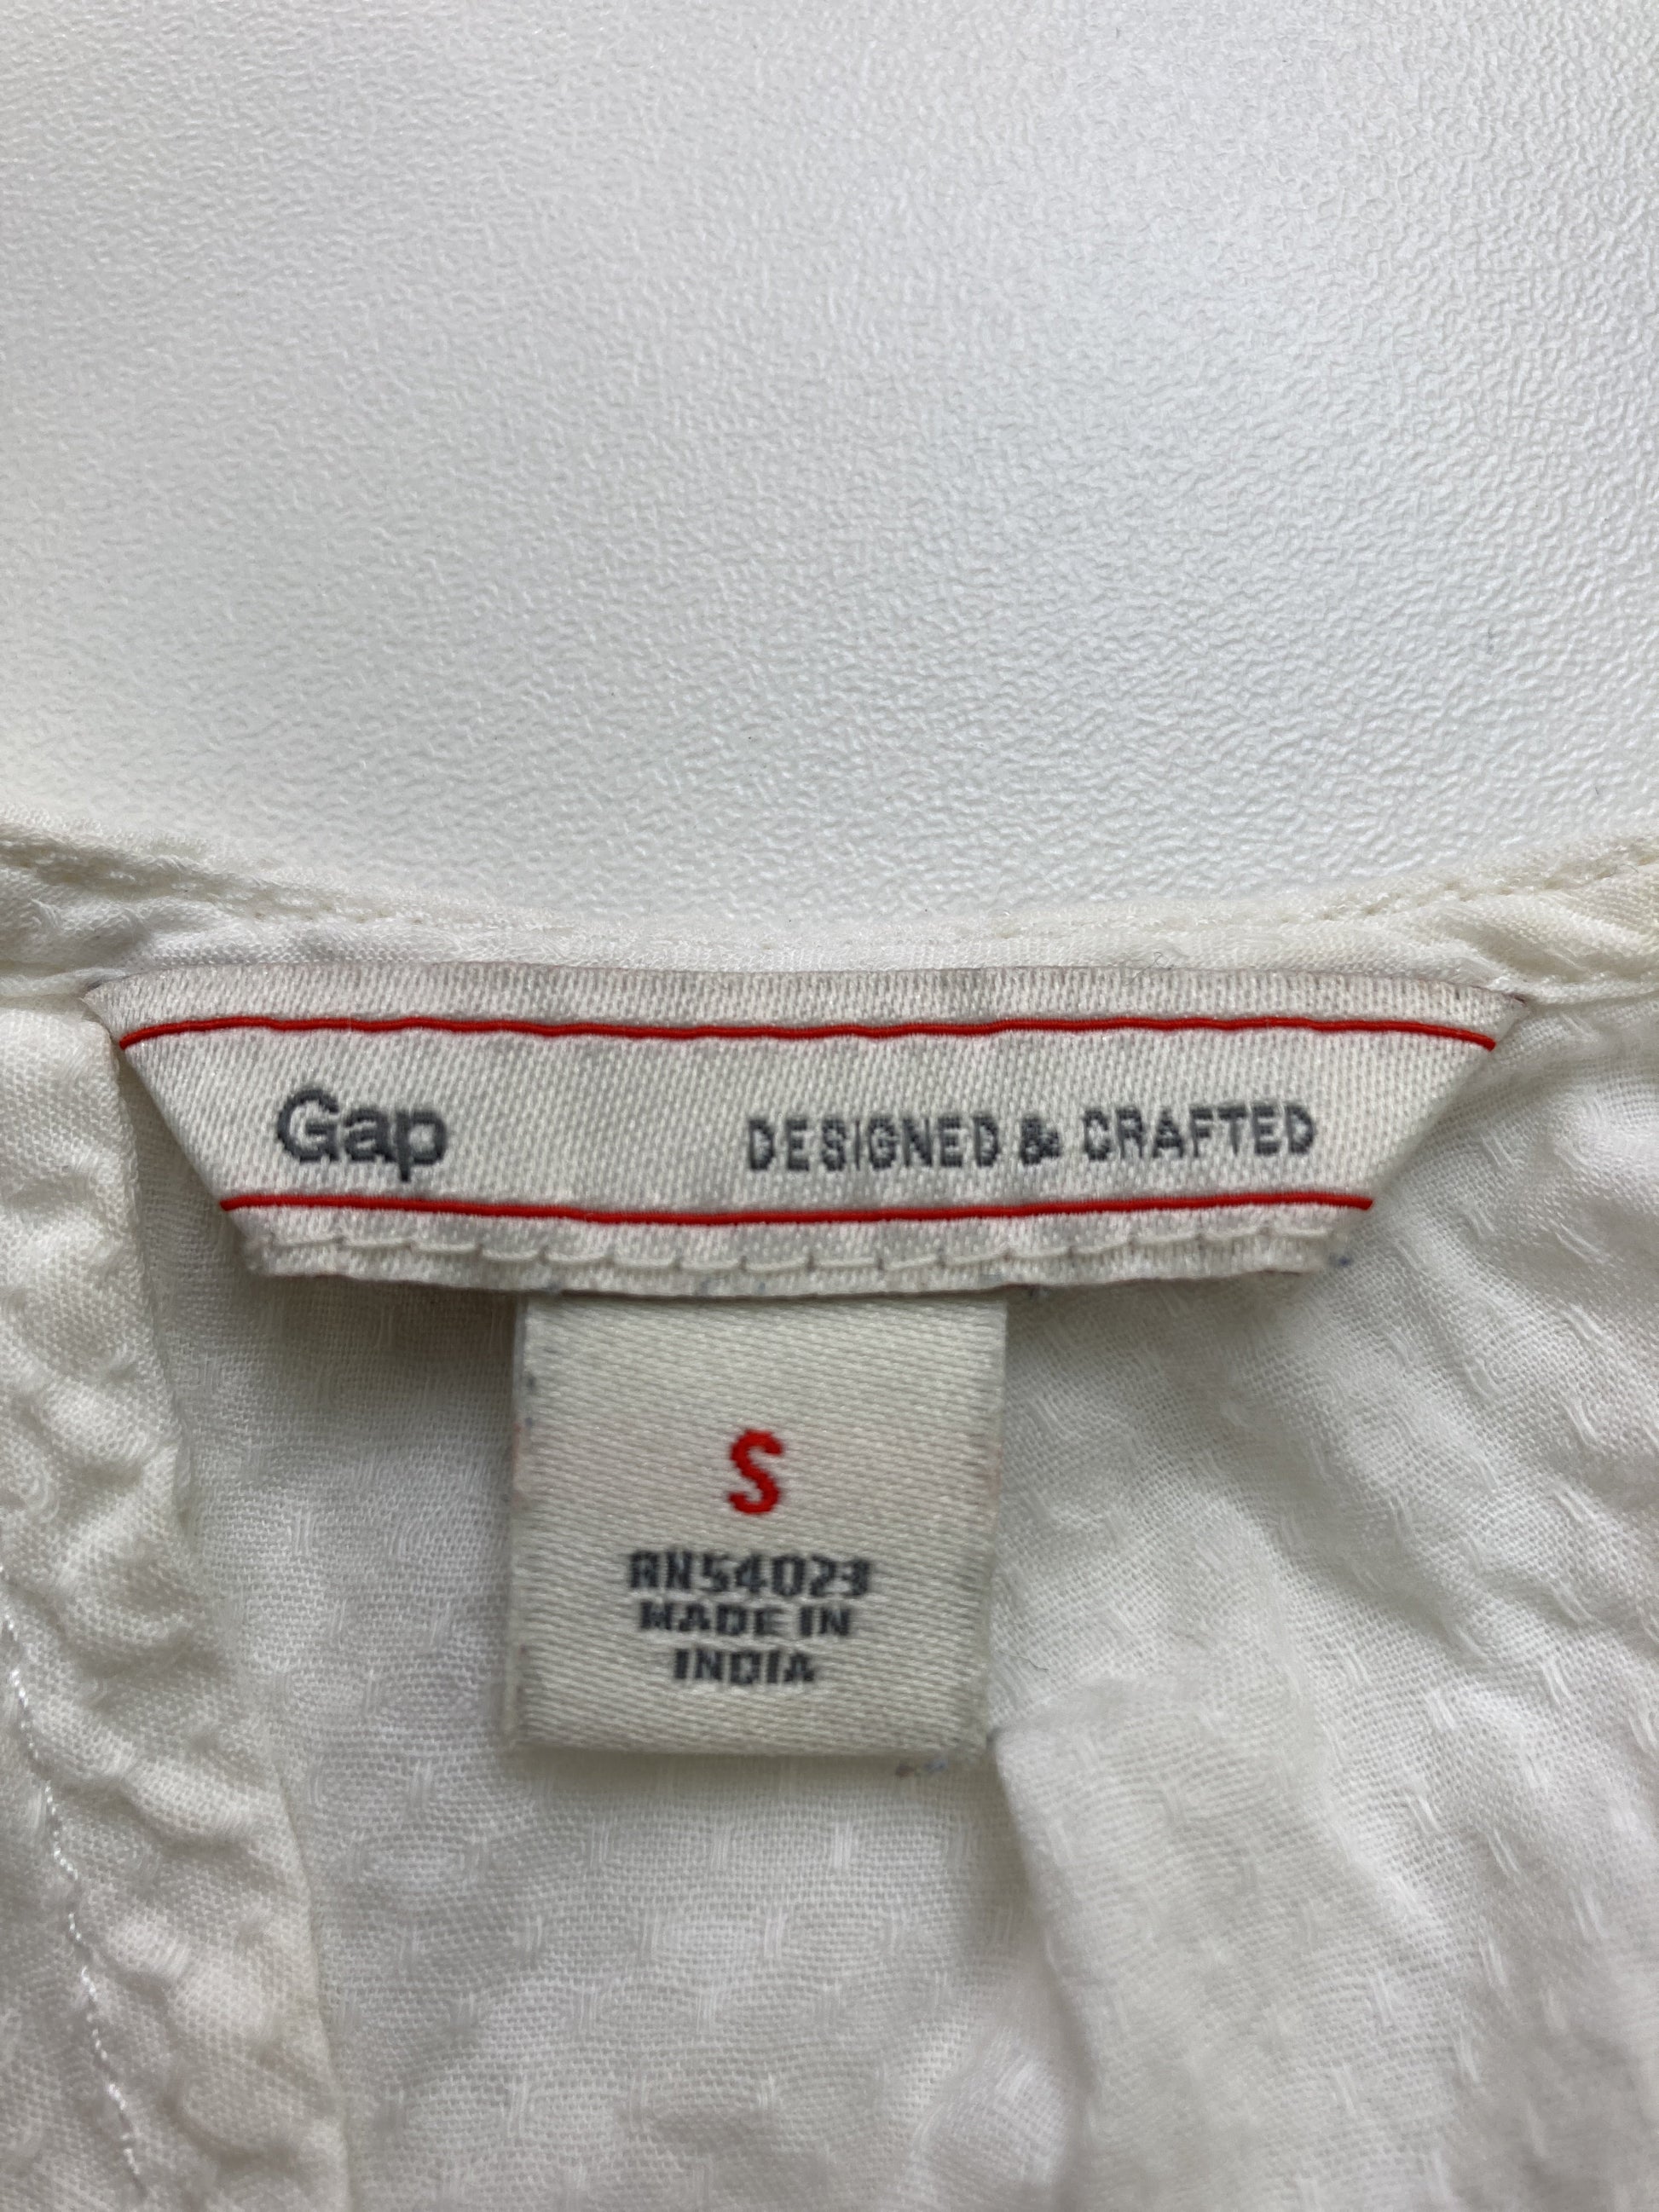 Gap DESIGNED & CRAFTED
S
RN54023
MADE IN
INDIA